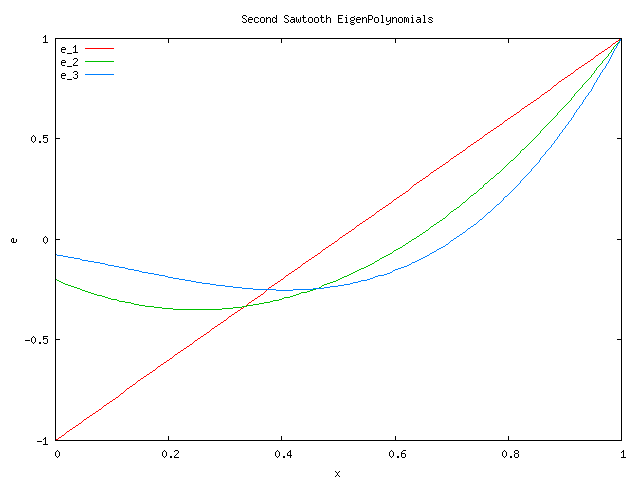 Second Sawtooth EigenPolynomials
1
e_1
e_2
e_3
0.5
e
0
-0.5
-1
0 0.2 0.4 0.6 0.8 1
x